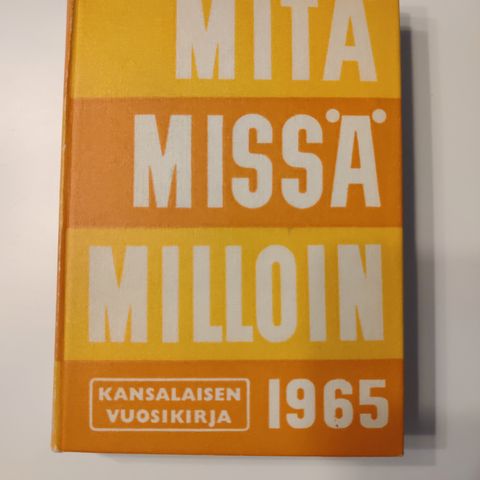 MITÄ
MISSÄ
MILLOIN
KANSALAISEN
VUOSIKIRJA
1965